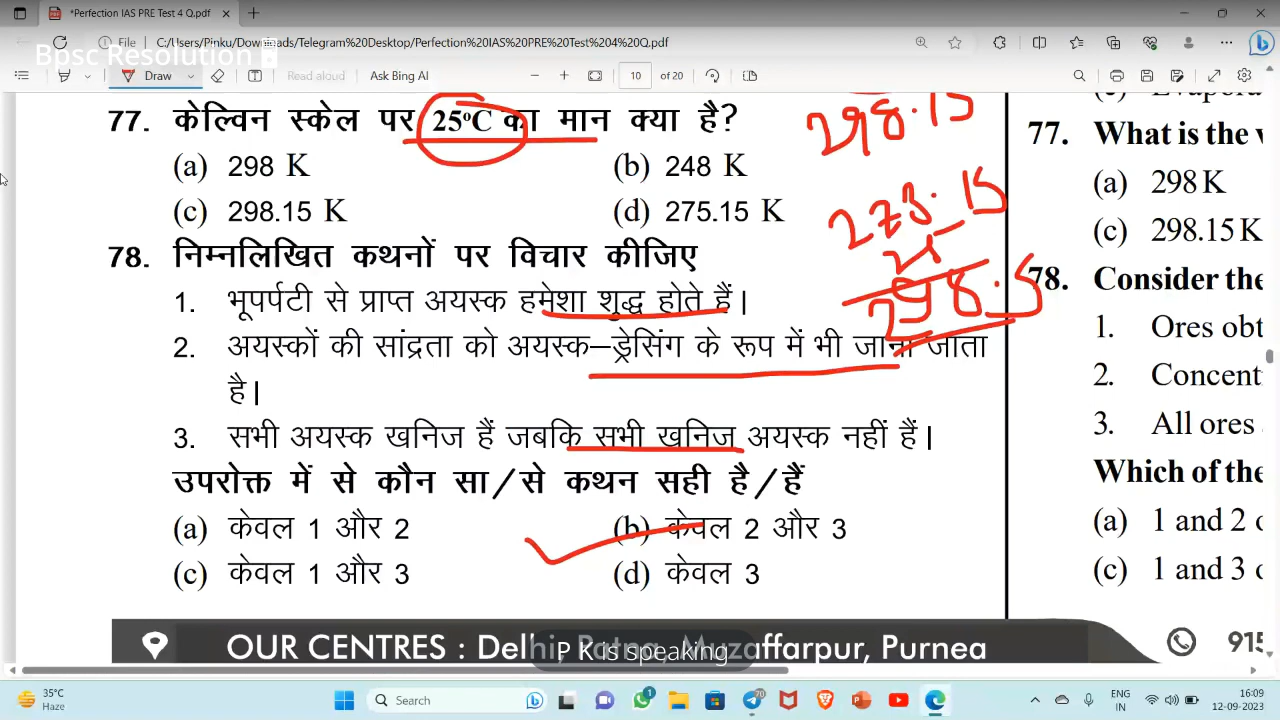 *Perfection IAS PRE Test 4 Q.pdf
File C:/Users/Pinku/Downloads/Telegram%20Desktop/Perfection%20IAS%20PRE%20Test%204%20Q.pdf
Bpsc Resolution
Draw Read aloud Ask Bing AI 10 of 20
77. केल्विन स्केल पर 25°C का मान क्या है?
(a) 298 K (b) 248 K
(c) 298.15 K (d) 275.15 K
78. निम्नलिखित कथनों पर विचार कीजिए
1. भूपर्पटी से प्राप्त अयस्क हमेशा शुद्ध होते हैं।
2. अयस्कों की सांद्रता को अयस्क–ड्रेसिंग के रूप में भी जाना जाता
है।
3. सभी अयस्क खनिज हैं जबकि सभी खनिज अयस्क नहीं हैं।
उपरोक्त में से कौन सा/से कथन सही है/हैं
(a) केवल 1 और 2 (b) केवल 2 और 3
(c) केवल 1 और 3 (d) केवल 3
298.15
273.15
298.5
77. What is the v
(a) 298 K
(c) 298.15 K
78. Consider the
1. Ores obt
2. Concent
3. All ores
Which of the
(a) 1 and 2
(c) 1 and 3
OUR CENTRES : Delhi, Patna, Muzaffarpur, Purnea
915
P K is speaking
35°C
Haze
Search
70
1
ENG
IN
16:09
12-09-2023